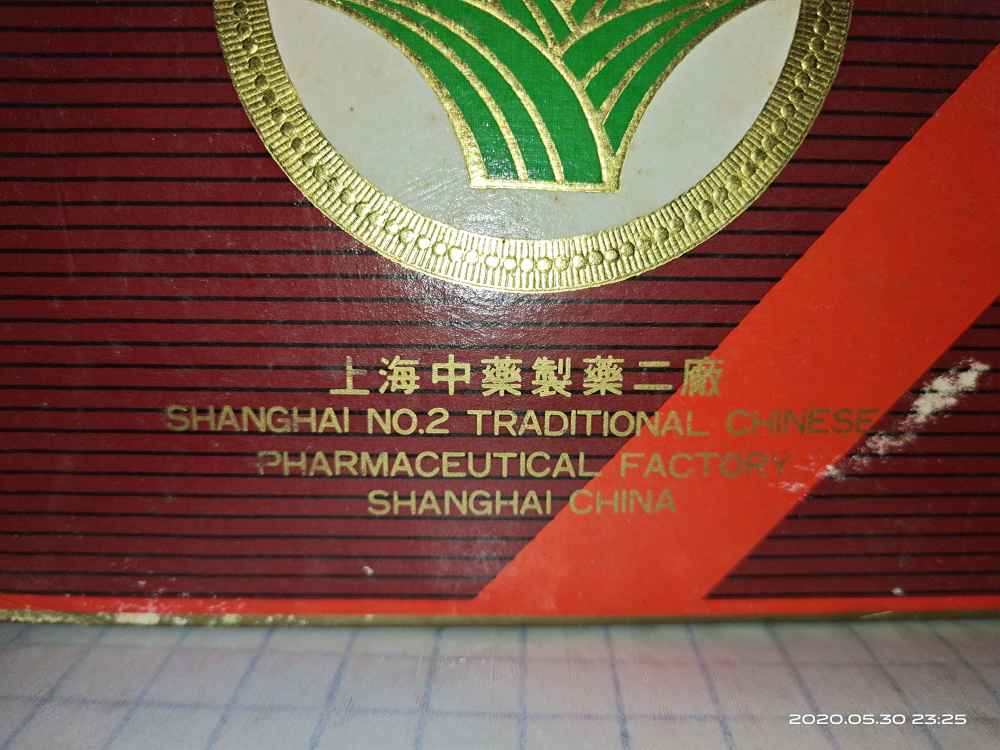 上海中藥製藥二廠
SHANGHAI NO.2 TRADITIONAL CHINESE
PHARMACEUTICAL FACTORY
SHANGHAI CHINA
2020.05.30 23:25